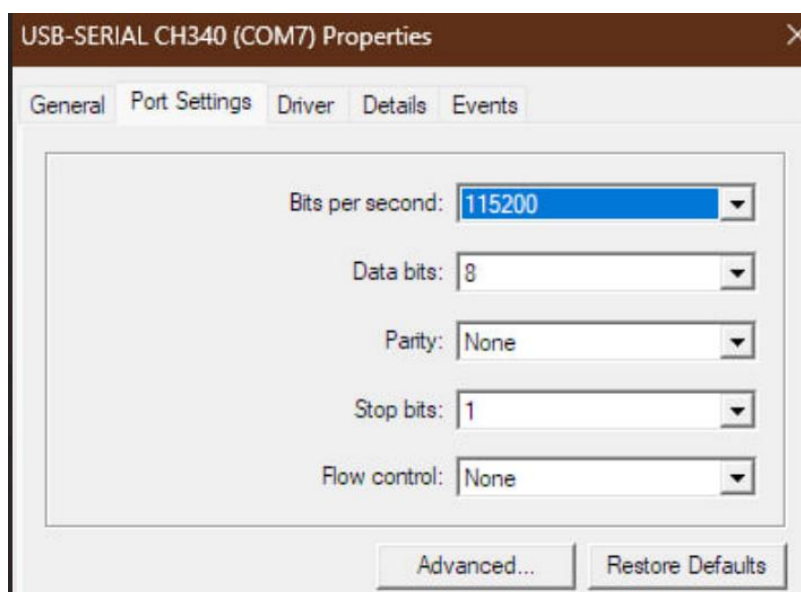 USB-SERIAL CH340 (COM7) Properties
General Port Settings Driver Details Events
Bits per second: 115200
Data bits: 8
Parity: None
Stop bits: 1
Flow control: None
Advanced... Restore Defaults